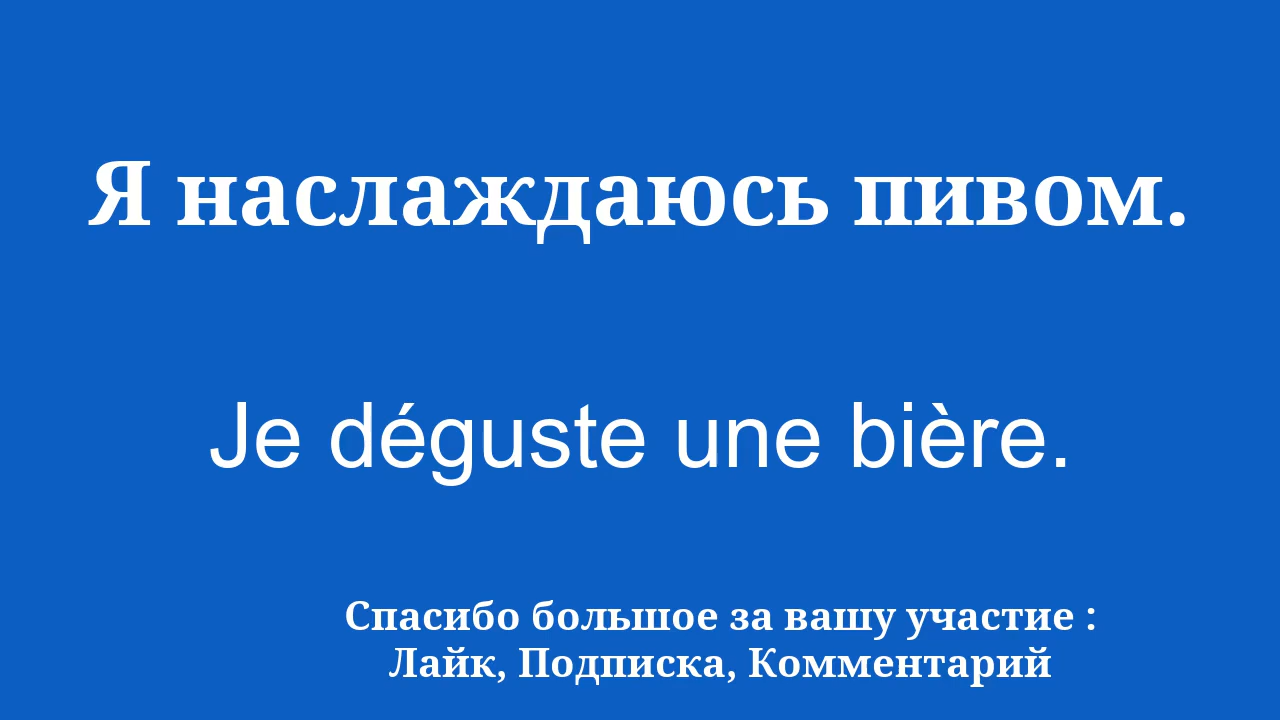 Я наслаждаюсь пивом.
Je déguste une bière.
Спасибо большое за вашу участие :
Лайк, Подписка, Комментарий